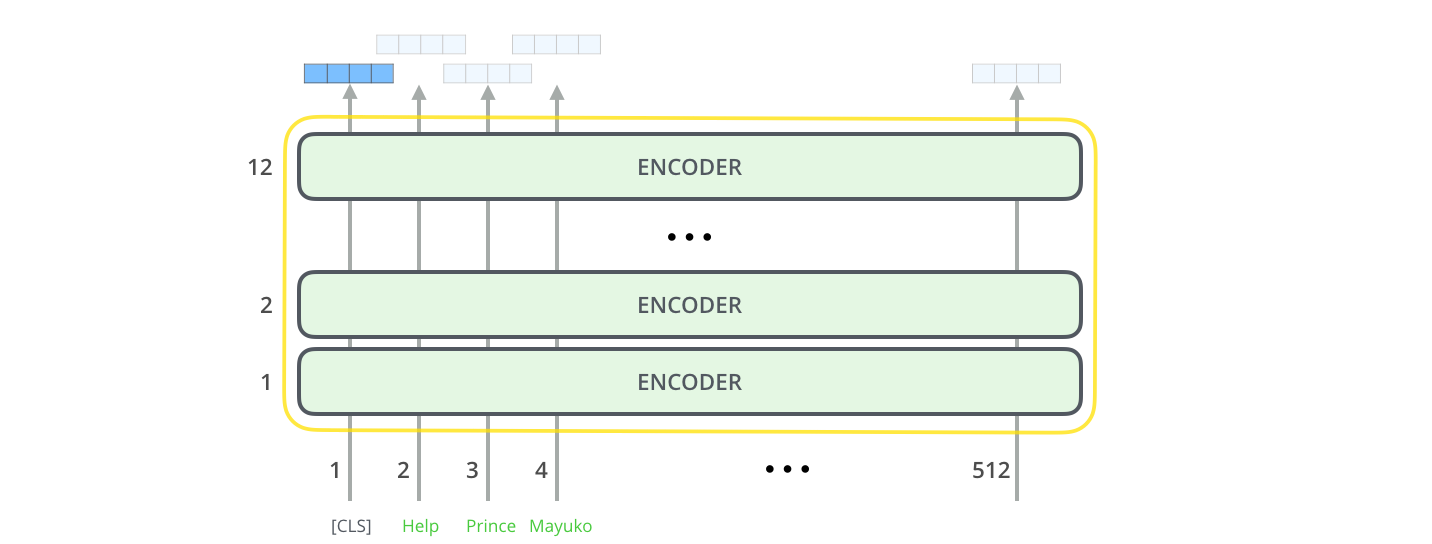 12 ENCODER
• • •
2 ENCODER
1 ENCODER
1 2 3 4 • • • 512
[CLS] Help Prince Mayuko